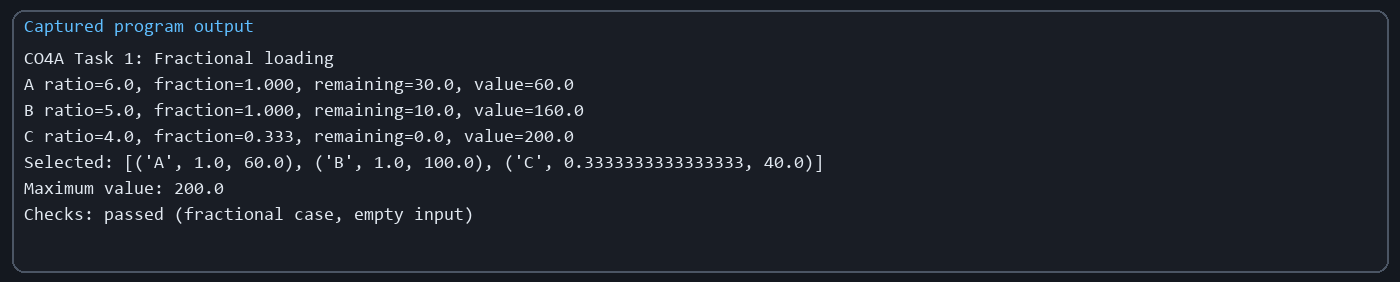 Captured program output
CO4A Task 1: Fractional loading
A ratio=6.0, fraction=1.000, remaining=30.0, value=60.0
B ratio=5.0, fraction=1.000, remaining=10.0, value=160.0
C ratio=4.0, fraction=0.333, remaining=0.0, value=200.0
Selected: [('A', 1.0, 60.0), ('B', 1.0, 100.0), ('C', 0.3333333333333333, 40.0)]
Maximum value: 200.0
Checks: passed (fractional case, empty input)